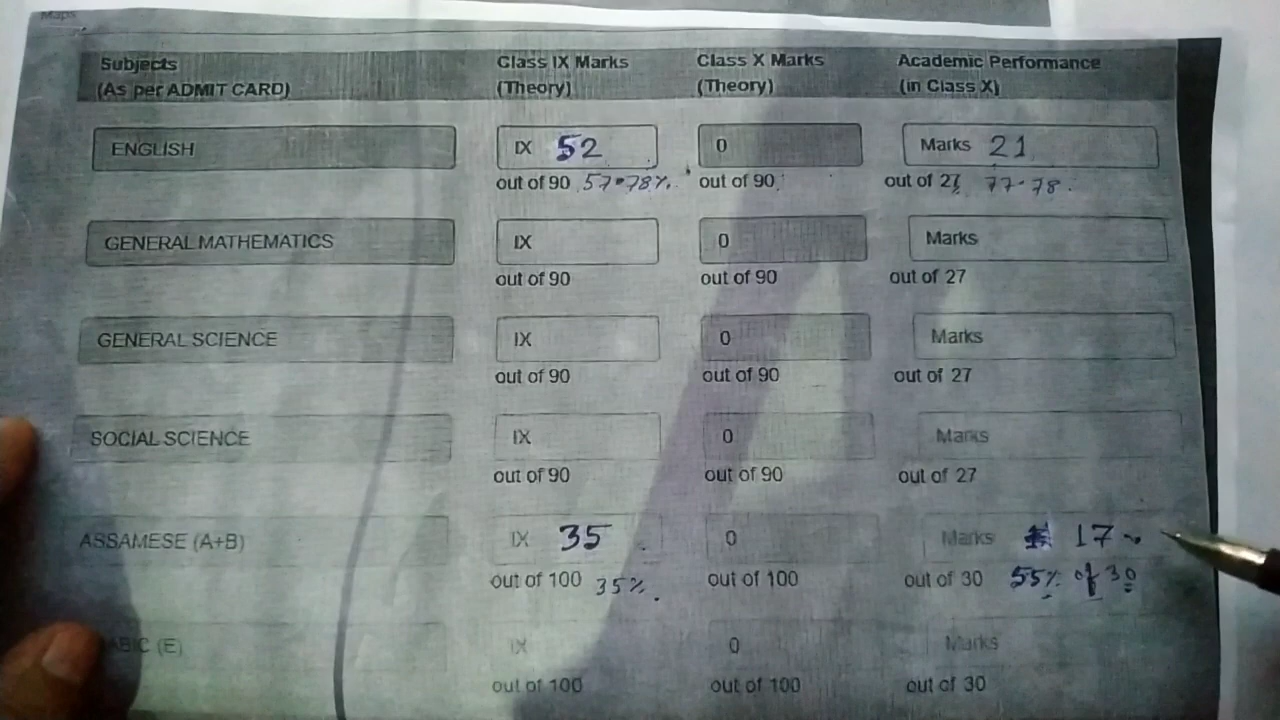 Maps
Subjects Class IX Marks Class X Marks Academic Performance
(As per ADMIT CARD) (Theory) (Theory) (in Class X)
ENGLISH IX 52 0 Marks 21
out of 90 57.78%. out of 90 out of 27 77.78.
GENERAL MATHEMATICS IX 0 Marks
out of 90 out of 90 out of 27
GENERAL SCIENCE IX 0 Marks
out of 90 out of 90 out of 27
SOCIAL SCIENCE IX 0 Marks
out of 90 out of 90 out of 27
ASSAMESE (A+B) IX 35 0 Marks 17
out of 100 35%. out of 100 out of 30 55% of 30
(E) IX 0 Marks
out of 100 out of 100 out of 30